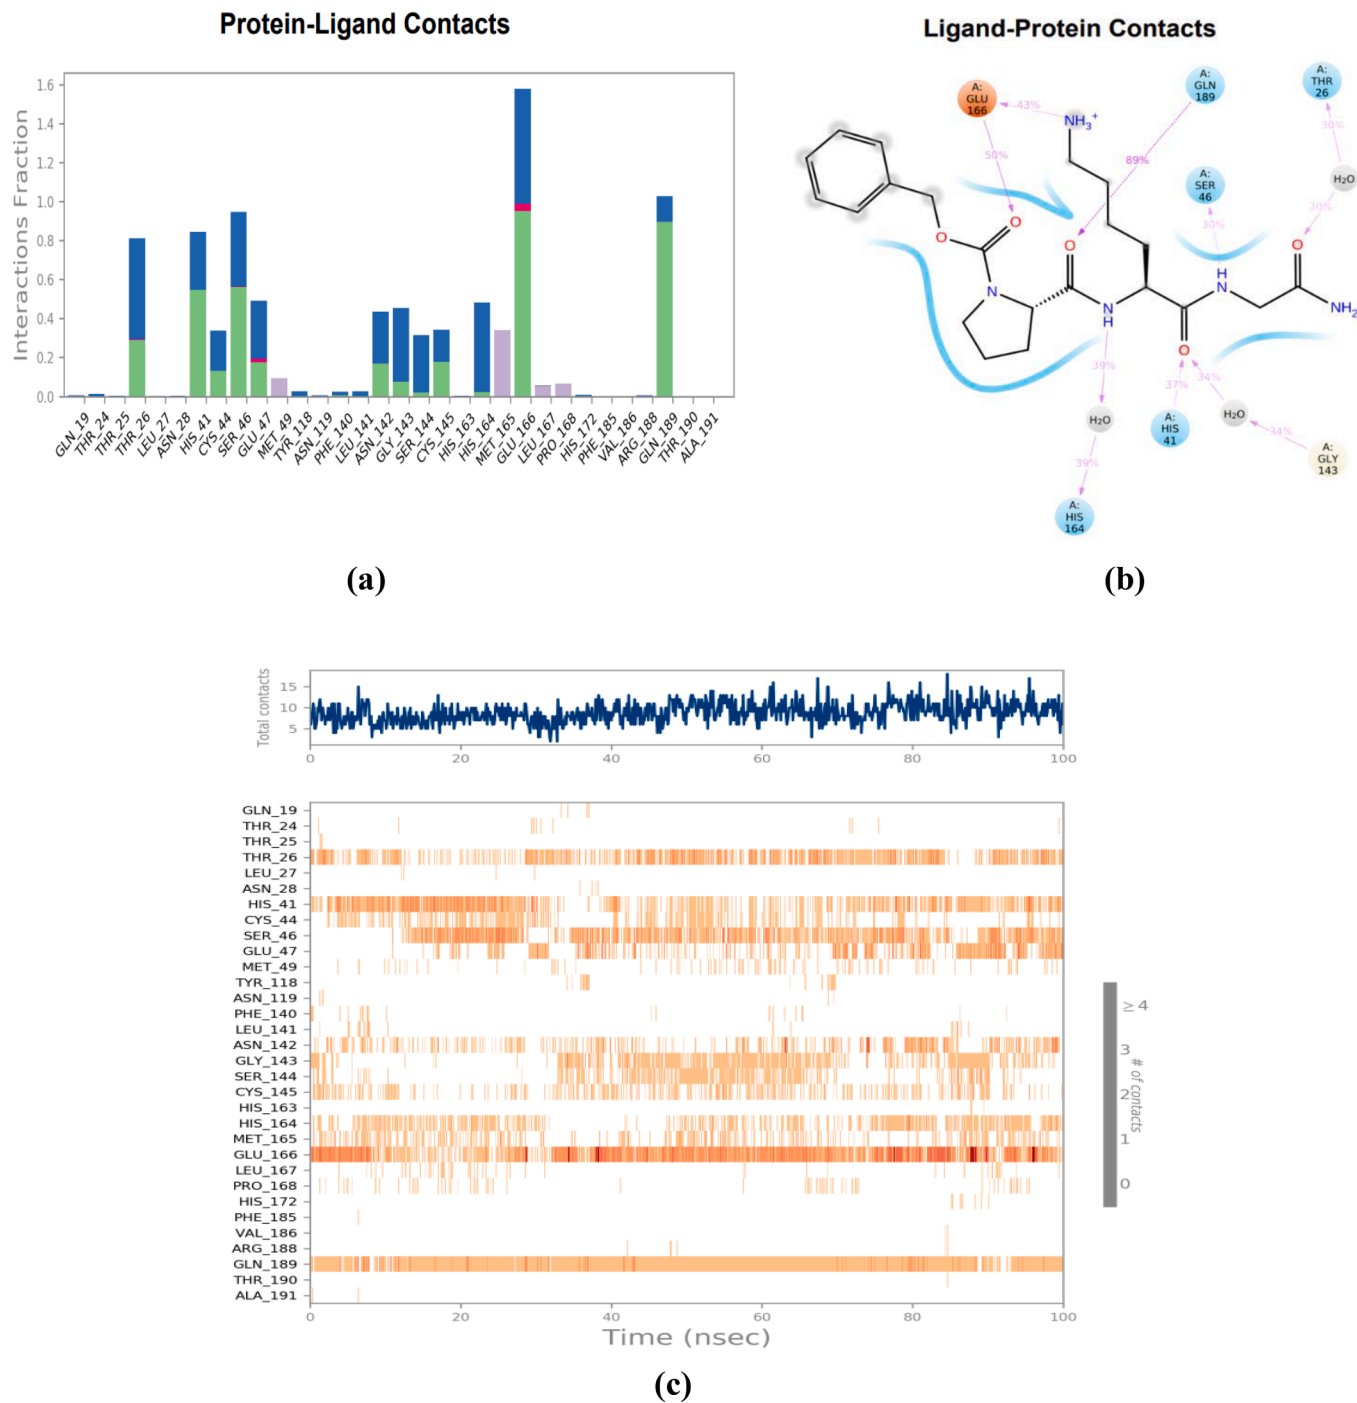 Protein-Ligand Contacts
Interactions Fraction
1.6
1.4
1.2
1.0
0.8
0.6
0.4
0.2
0.0
GLN_19
THR_24
THR_25
THR_26
LEU_27
ASN_28
HIS_41
CYS_44
SER_46
GLU_47
MET_49
TYR_118
ASN_119
PHE_140
LEU_141
ASN_142
GLY_143
SER_144
CYS_145
HIS_163
HIS_164
MET_165
GLU_166
LEU_167
PRO_168
HIS_172
PHE_185
VAL_186
ARG_188
GLN_189
THR_190
ALA_191
(a)
Ligand-Protein Contacts
A:
GLU
166
43%
NH₃⁺
50%
A:
GLN
189
89%
A:
THR
26
30%
H₂O
30%
A:
SER
46
30%
O
O
O
O
N
H
N
NH₂
N
N
H
O
39%
H₂O
39%
A:
HIS
164
37%
A:
HIS
41
34%
H₂O
34%
A:
GLY
143
(b)
Total contacts
15
10
5
0
20
40
60
80
100
GLN_19
THR_24
THR_25
THR_26
LEU_27
ASN_28
HIS_41
CYS_44
SER_46
GLU_47
MET_49
TYR_118
ASN_119
PHE_140
LEU_141
ASN_142
GLY_143
SER_144
CYS_145
HIS_163
HIS_164
MET_165
GLU_166
LEU_167
PRO_168
HIS_172
PHE_185
VAL_186
ARG_188
GLN_189
THR_190
ALA_191
0
20
40
60
80
100
Time (nsec)
≥4
3
2
1
0
# of contacts
(c)